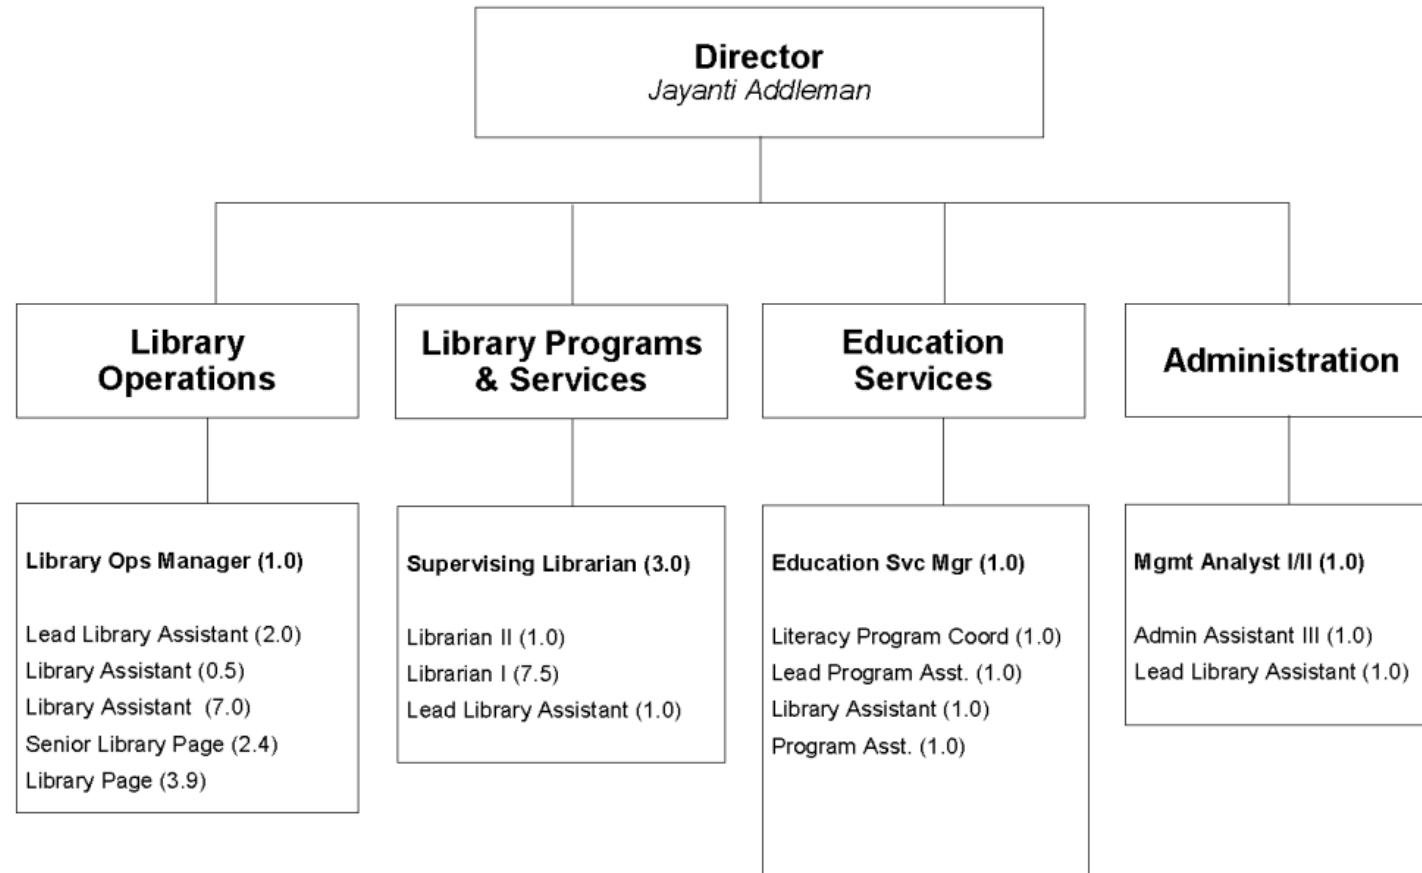 Director
Jayanti Addleman
Library
Operations
Library Programs
& Services
Education
Services
Administration
Library Ops Manager (1.0)
Lead Library Assistant (2.0)
Library Assistant (0.5)
Library Assistant  (7.0)
Senior Library Page (2.4)
Library Page (3.9)
Supervising Librarian (3.0)
Librarian II (1.0)
Librarian I (7.5)
Lead Library Assistant (1.0)
Education Svc Mgr (1.0)
Literacy Program Coord (1.0)
Lead Program Asst. (1.0)
Library Assistant (1.0)
Program Asst. (1.0)
Mgmt Analyst I/II (1.0)
Admin Assistant III (1.0)
Lead Library Assistant (1.0)